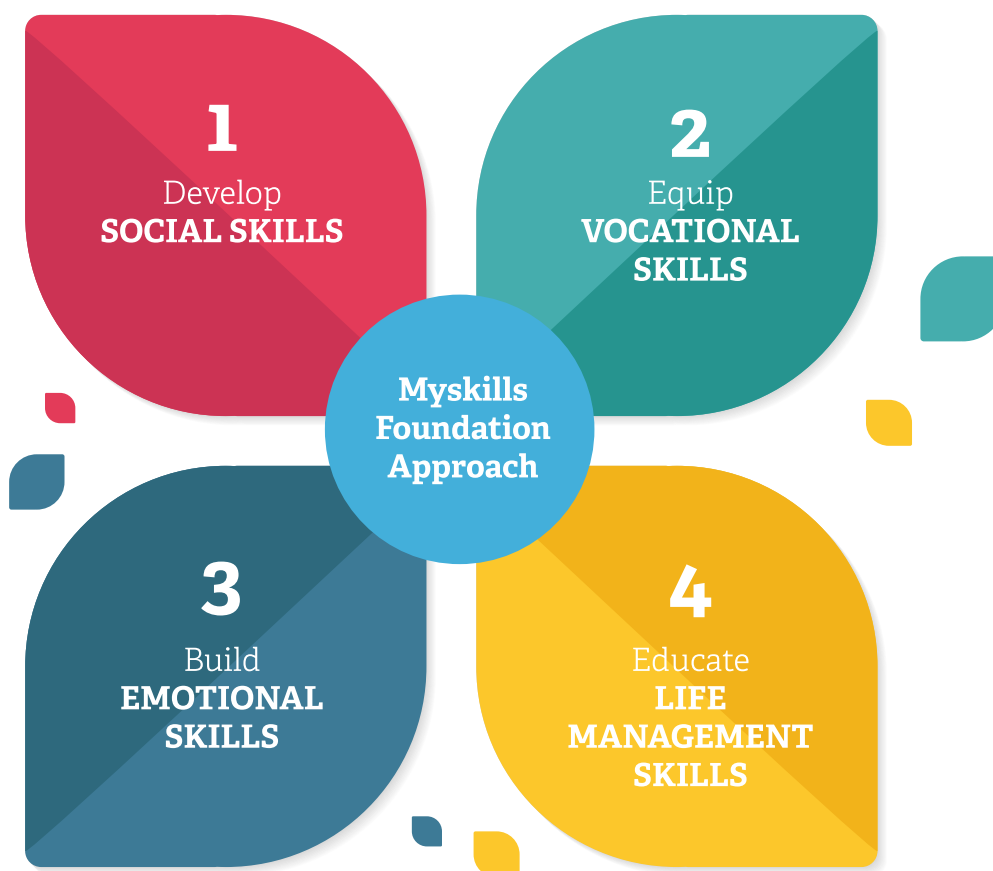 1
Develop
SOCIAL SKILLS
2
Equip
VOCATIONAL
SKILLS
Myskills
Foundation
Approach
3
Build
EMOTIONAL
SKILLS
4
Educate
LIFE
MANAGEMENT
SKILLS